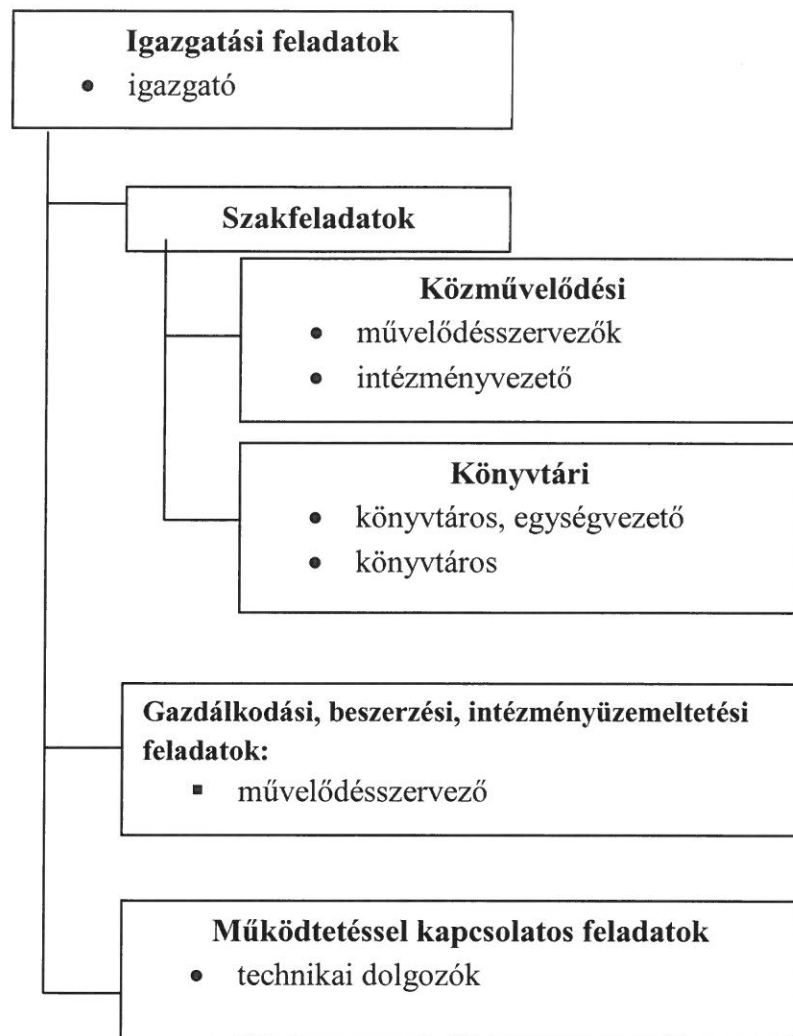 Igazgatási feladatok
• igazgató
Szakfeladatok
Közművelődési
• művelődésszervezők
• intézményvezető
Könyvtári
• könyvtáros, egységvezető
• könyvtáros
Gazdálkodási, beszerzési, intézményüzemeltetési
feladatok:
▪ művelődésszervező
Működtetéssel kapcsolatos feladatok
• technikai dolgozók